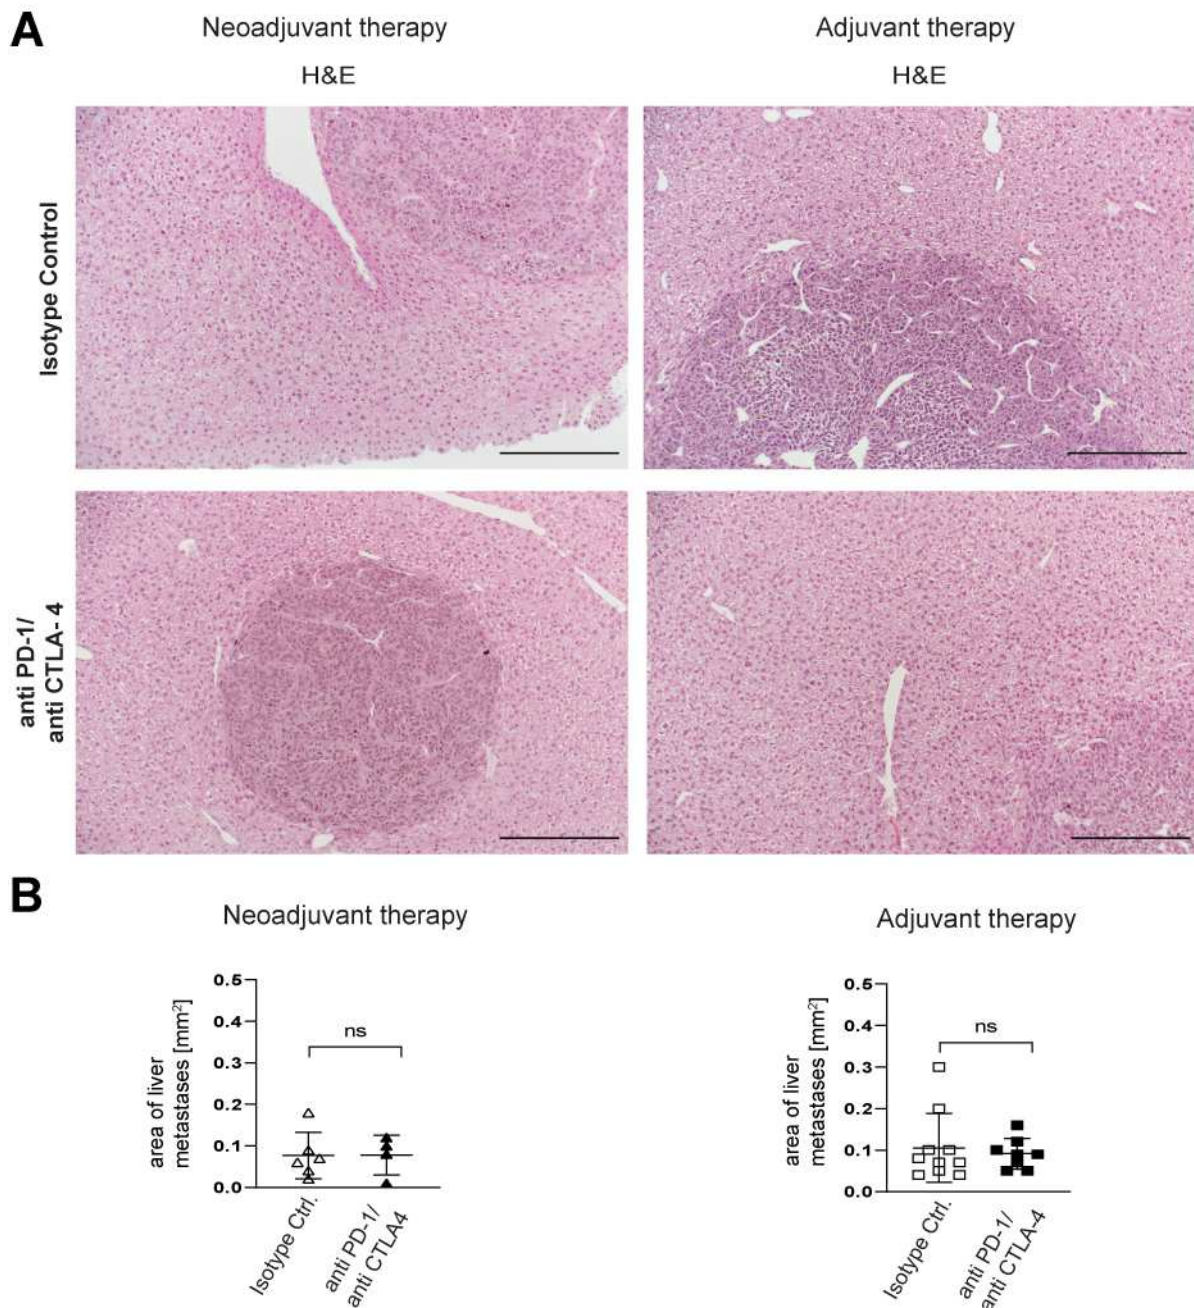 A
Neoadjuvant therapy
Adjuvant therapy
H&E
H&E
Isotype Control
anti PD-1/
anti CTLA- 4
B
Neoadjuvant therapy
Adjuvant therapy
area of liver
metastases [mm²]
0.5
0.4
0.3
0.2
0.1
0.0
ns
Isotype Ctrl.
anti PD-1/
anti CTLA4
area of liver
metastases [mm²]
0.5
0.4
0.3
0.2
0.1
0.0
ns
Isotype Ctrl.
anti PD-1/
anti CTLA-4